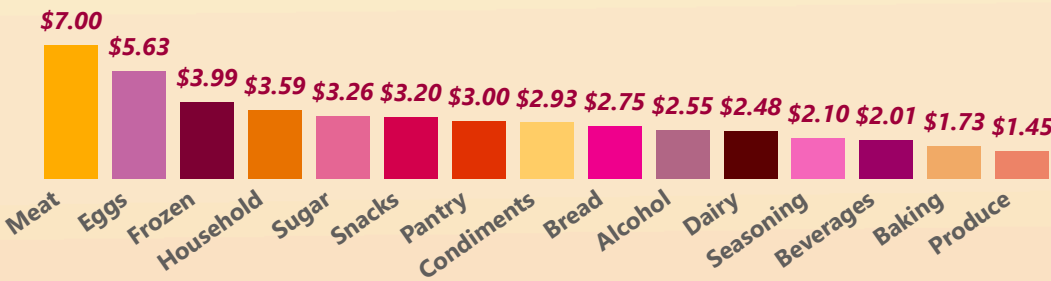 $7.00
$5.63
$3.99
$3.59
$3.26
$3.20
$3.00
$2.93
$2.75
$2.55
$2.48
$2.10
$2.01
$1.73
$1.45
Meat
Eggs
Frozen
Household
Sugar
Snacks
Pantry
Condiments
Bread
Alcohol
Dairy
Seasoning
Beverages
Baking
Produce